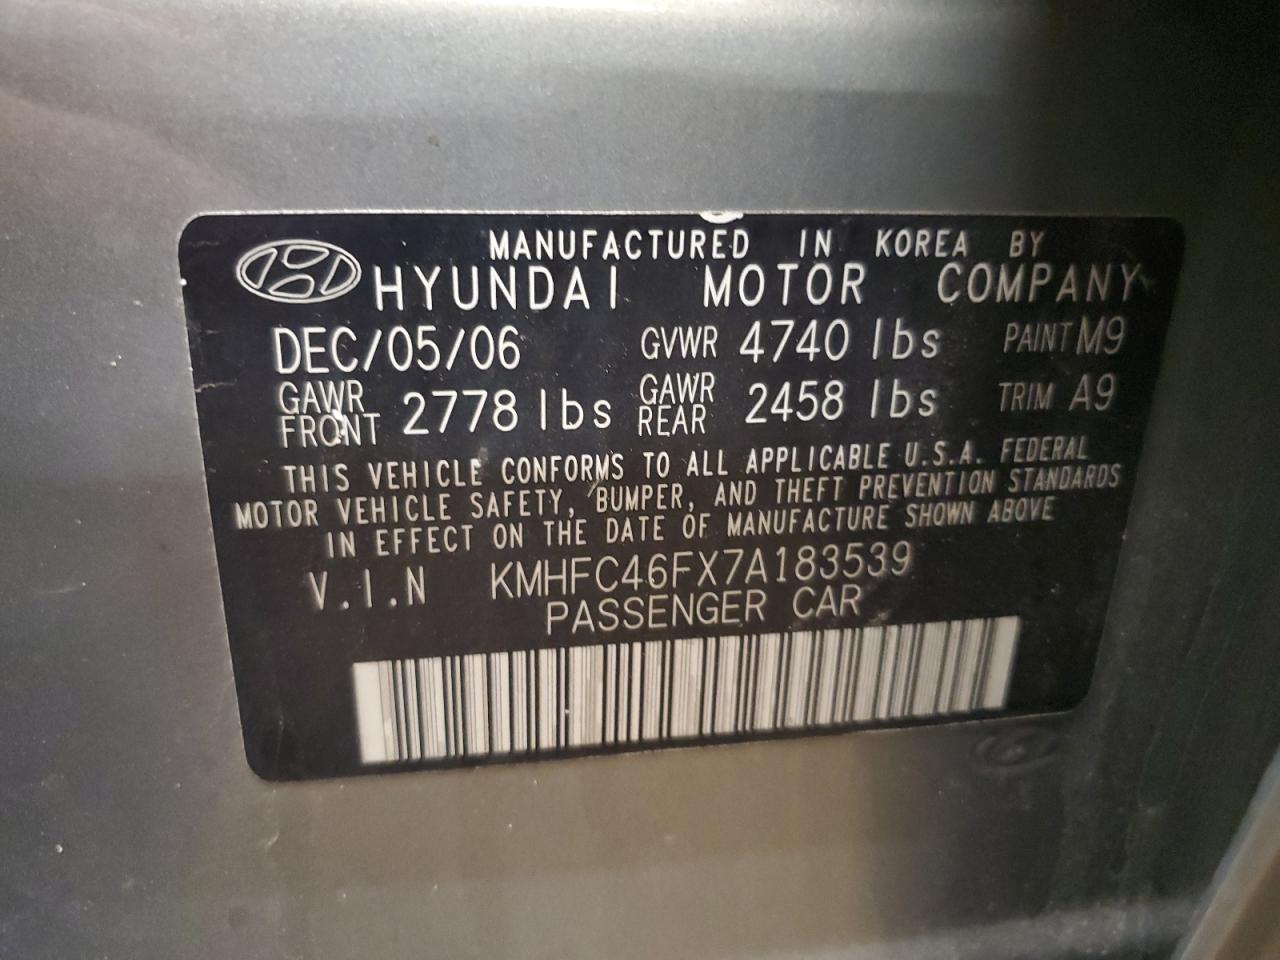 MANUFACTURED IN KOREA BY
HYUNDAI MOTOR COMPANY
DEC/05/06 GVWR 4740 lbs PAINT M9
GAWR FRONT 2778 lbs GAWR REAR 2458 lbs TRIM A9
THIS VEHICLE CONFORMS TO ALL APPLICABLE U.S.A. FEDERAL
MOTOR VEHICLE SAFETY, BUMPER, AND THEFT PREVENTION STANDARDS
IN EFFECT ON THE DATE OF MANUFACTURE SHOWN ABOVE
V.I.N KMHFC46FX7A183539
PASSENGER CAR